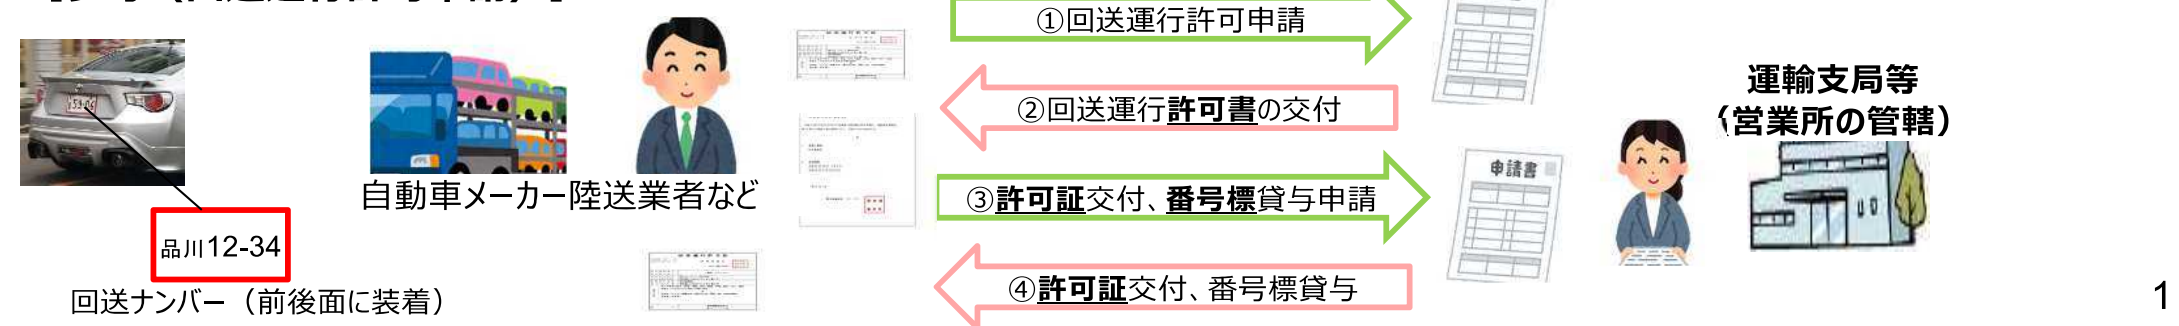 ①回送運行許可申請
②回送運行許可書の交付
運輸支局等
(営業所の管轄)
自動車メーカー陸送業者など
③許可証交付、番号標貸与申請
申請書
品川12-34
回送ナンバー(前後面に装着)
④許可証交付、番号標貸与
1